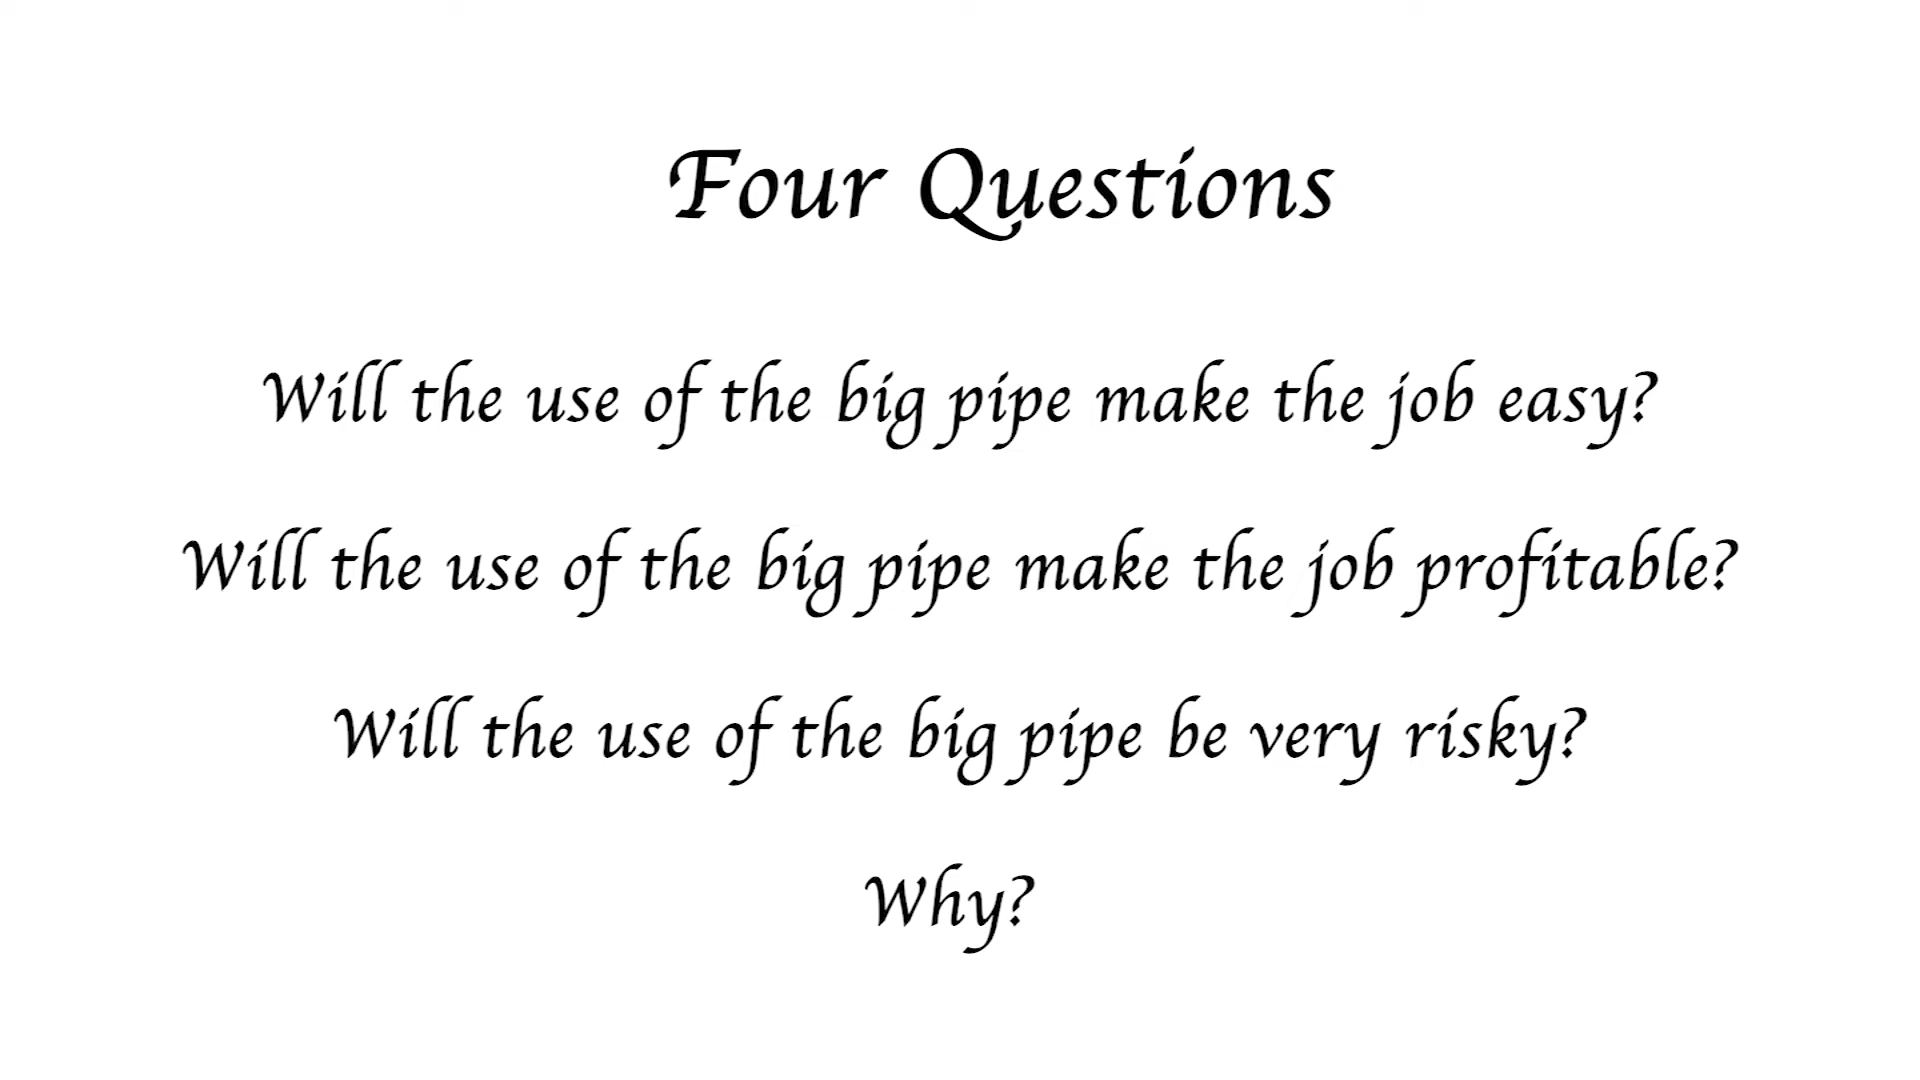 Four Questions
Will the use of the big pipe make the job easy?
Will the use of the big pipe make the job profitable?
Will the use of the big pipe be very risky?
Why?